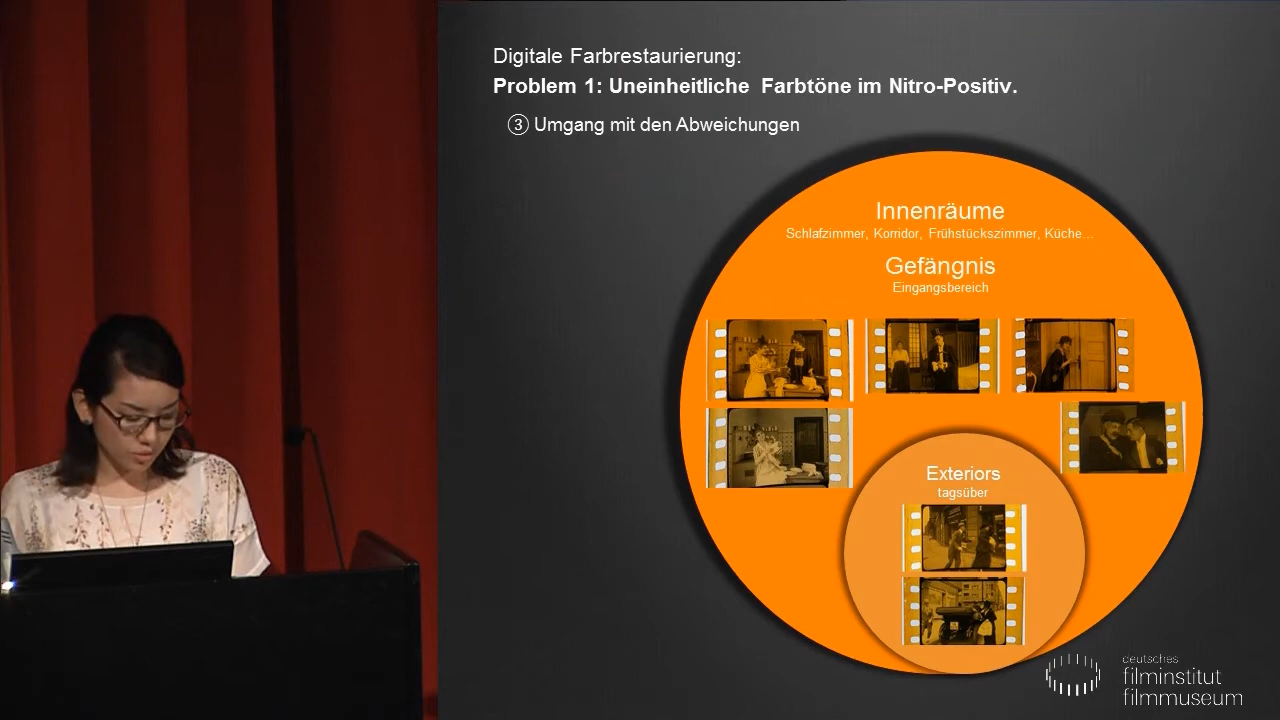 Digitale Farbrestaurierung:
Problem 1: Uneinheitliche Farbtöne im Nitro-Positiv.
③ Umgang mit den Abweichungen
Innenräume
Schlafzimmer, Korridor, Frühstückszimmer, Küche...
Gefängnis
Eingangsbereich
Exteriors
tagsüber
deutsches
filminstitut
filmmuseum